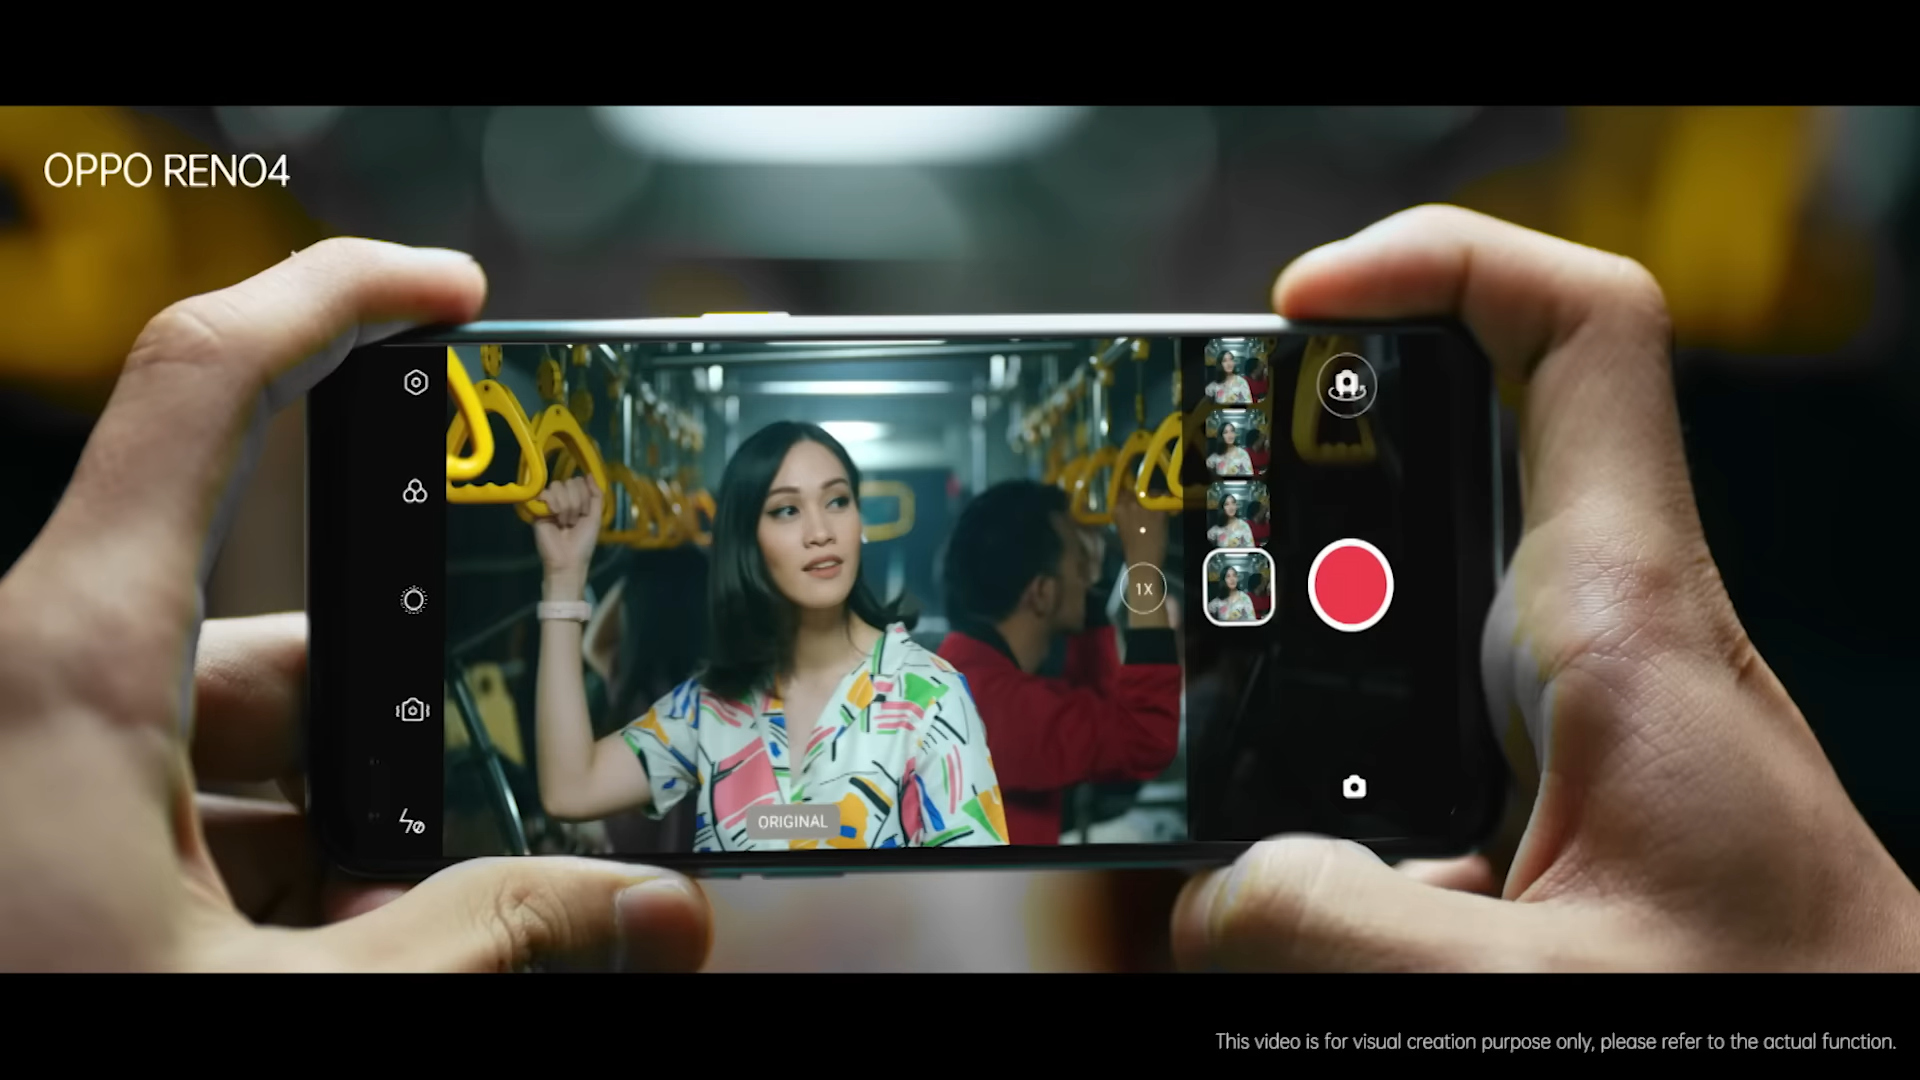 OPPO RENO4
1X
ORIGINAL
This video is for visual creation purpose only, please refer to the actual function.